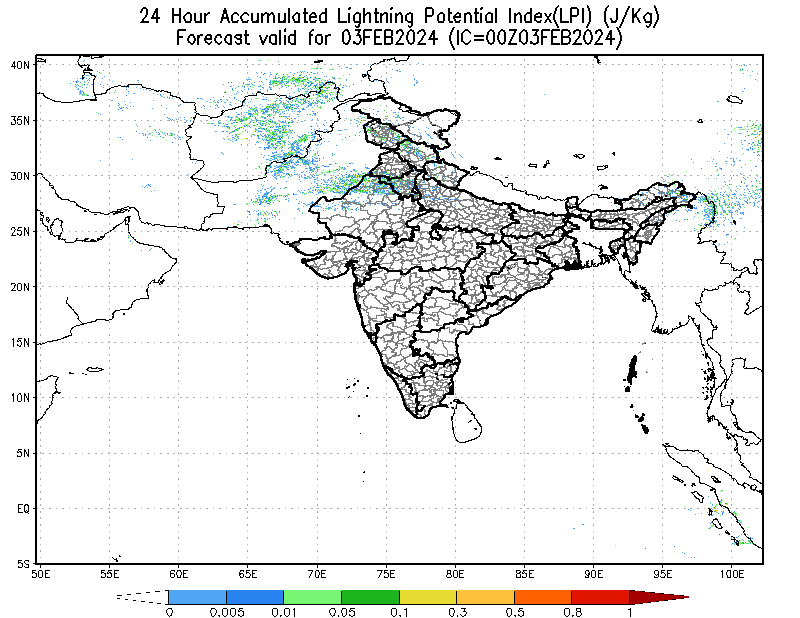 24 Hour Accumulated Lightning Potential Index(LPI) (J/Kg)
Forecast valid for 03FEB2024 (IC=00Z03FEB2024)
40N
35N
30N
25N
20N
15N
10N
5N
EQ
5S
50E 55E 60E 65E 70E 75E 80E 85E 90E 95E 100E
0 0.005 0.01 0.05 0.1 0.3 0.5 0.8 1